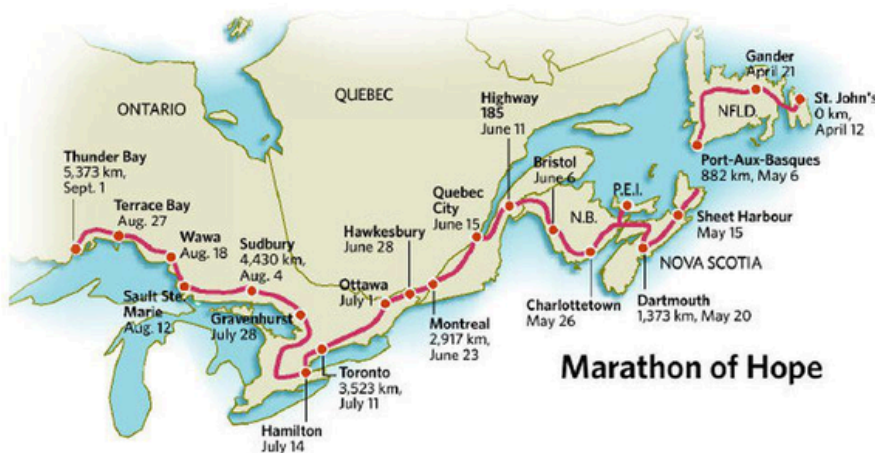 ONTARIO
QUEBEC
Thunder Bay
5,373 km,
Sept. 1
Terrace Bay
Aug. 27
Wawa
Aug. 18
Sudbury
4,430 km,
Aug. 4
Sault Ste.
Marie
Aug. 12
Gravenhurst
July 28
Hamilton
July 14
Toronto
3,523 km,
July 11
Ottawa
July 1
Hawkesbury
June 28
Montreal
2,917 km,
June 23
Quebec
City
June 15
Highway
185
June 11
Bristol
June 6
N.B.
P.E.I.
Charlottetown
May 26
Dartmouth
1,373 km, May 20
NOVA SCOTIA
Sheet Harbour
May 15
Port-Aux-Basques
882 km, May 6
NFLD.
Gander
April 21
St. John's
0 km,
April 12
Marathon of Hope